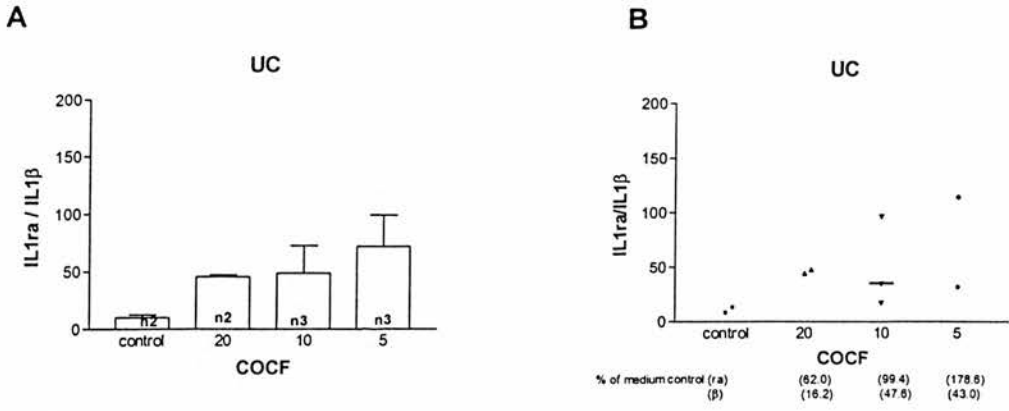 A
UC
IL1ra / IL1β
200
150
100
50
0
n2
n2
n3
n3
control 20 10 5
COCF
B
UC
IL1ra/IL1β
200
150
100
50
0
control 20 10 5
COCF
% of medium control (ra) (62.0) (99.4) (178.6)
(β) (16.2) (47.6) (43.0)